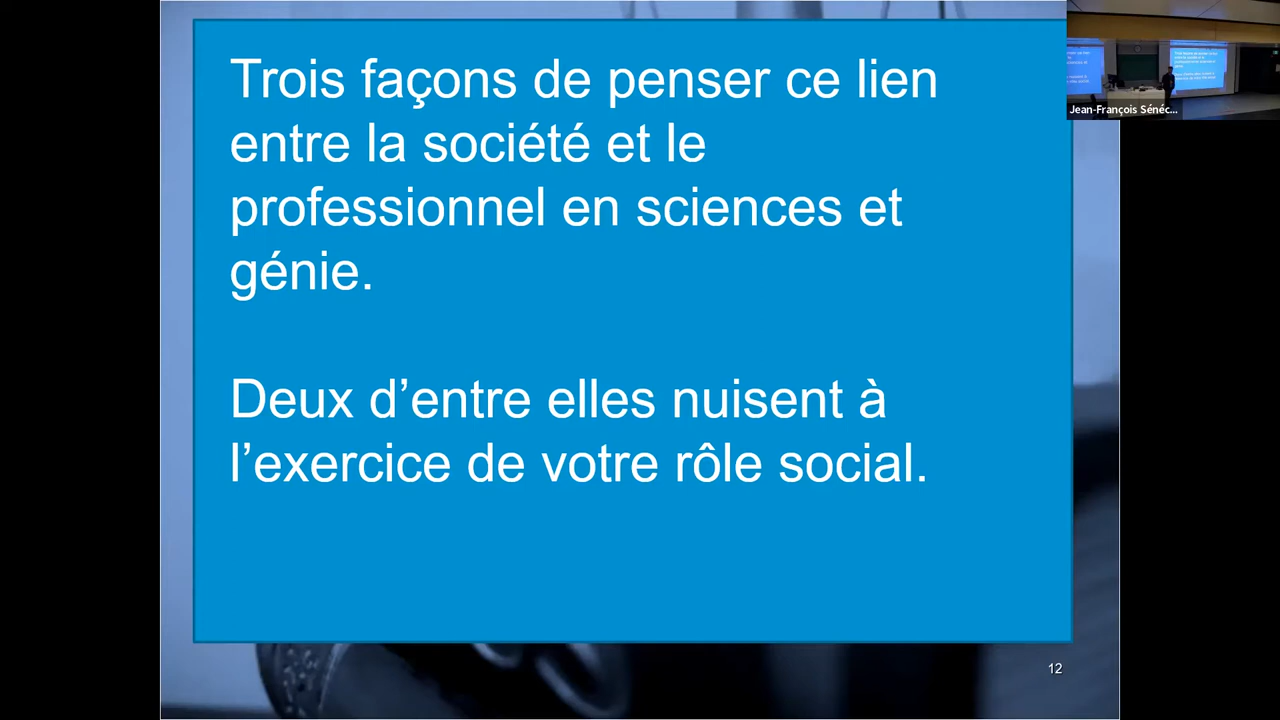 Trois façons de penser ce lien
entre la société et le
professionnel en sciences et
génie.
Deux d’entre elles nuisent à
l’exercice de votre rôle social.
12
Jean-François Sénéc...